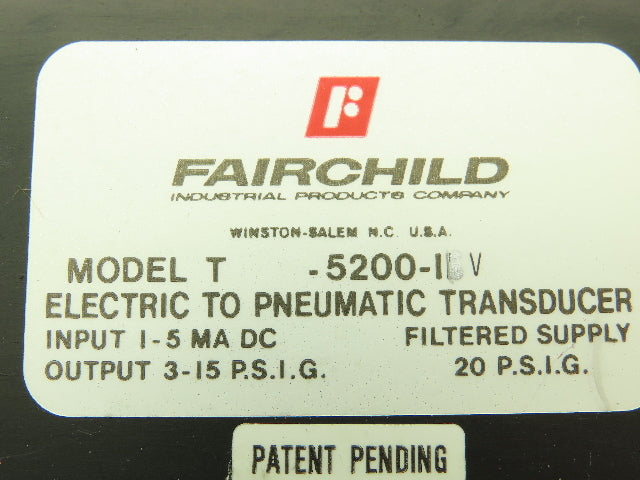 FAIRCHILD
INDUSTRIAL PRODUCTS COMPANY
WINSTON-SALEM N.C. U.S.A.
MODEL T -5200-1EV
ELECTRIC TO PNEUMATIC TRANSDUCER
INPUT 1-5 MA DC FILTERED SUPPLY
OUTPUT 3-15 P.S.I.G. 20 P.S.I.G.
PATENT PENDING